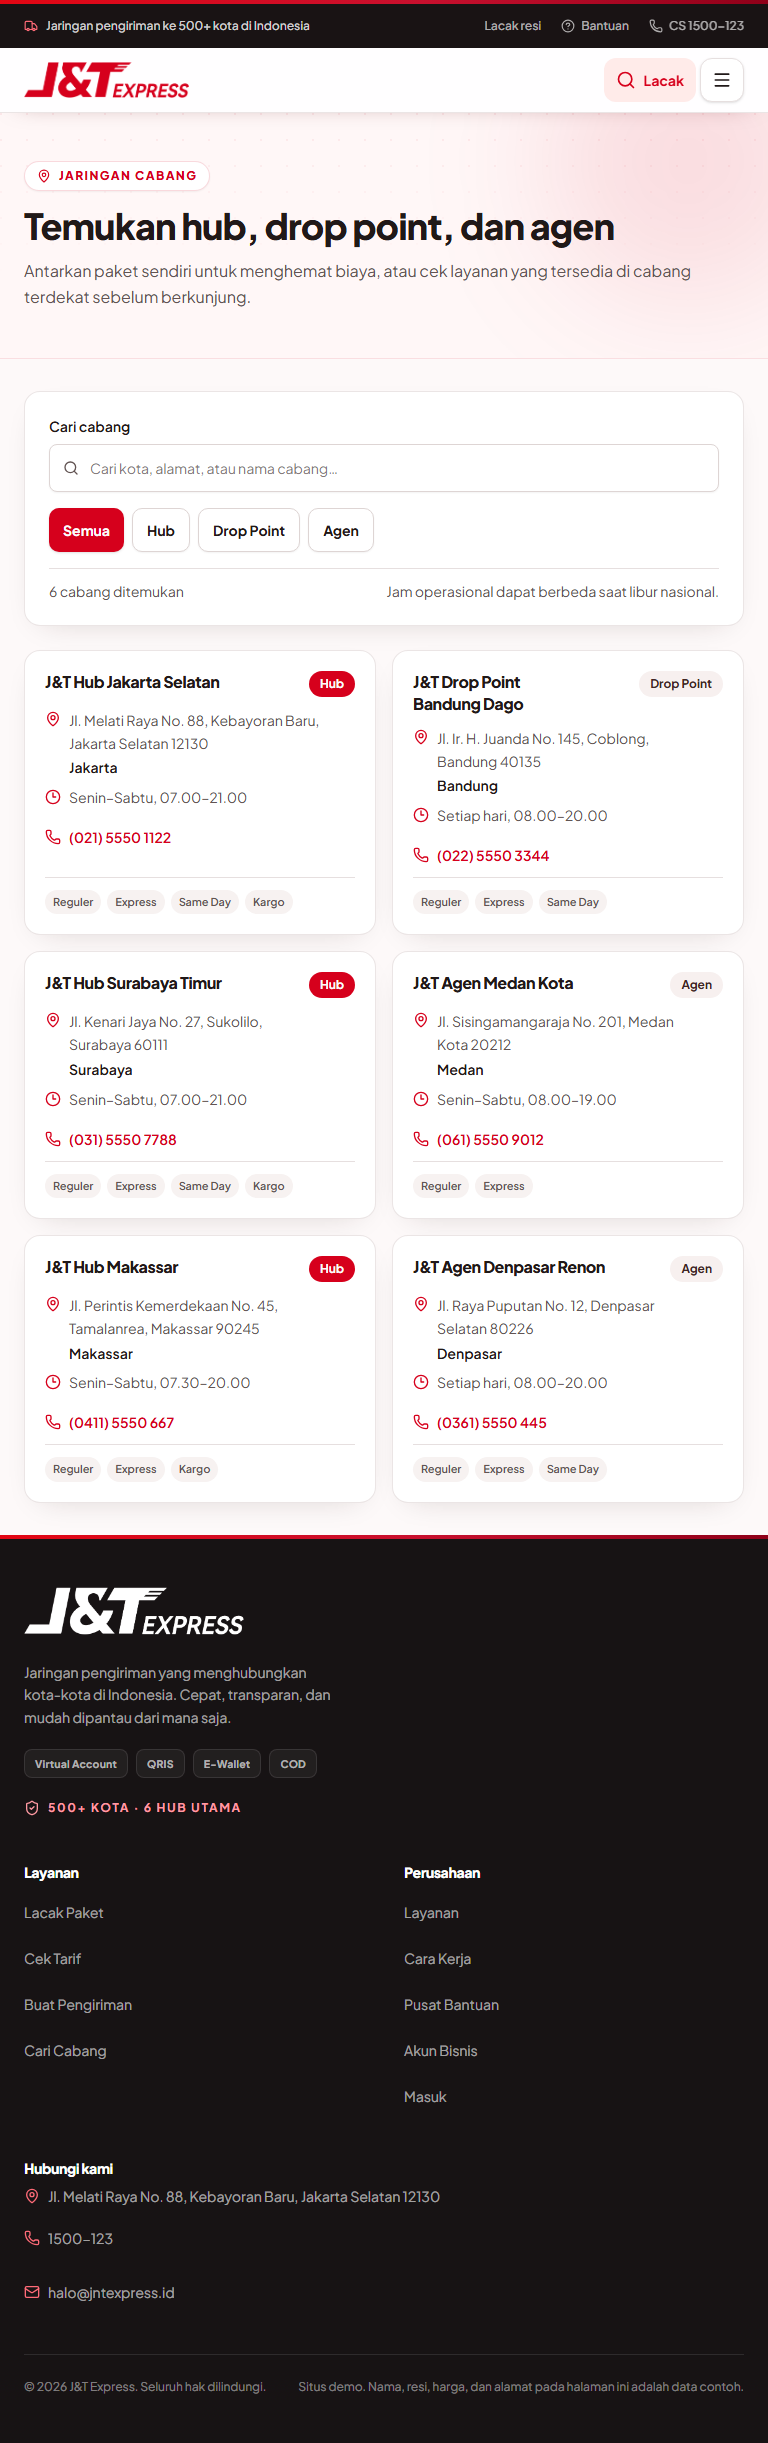 Jaringan pengiriman ke 500+ kota di Indonesia
Lacak resi
Bantuan
CS 1500-123
J&T EXPRESS
Lacak
JARINGAN CABANG
Temukan hub, drop point, dan agen
Antarkan paket sendiri untuk menghemat biaya, atau cek layanan yang tersedia di cabang
terdekat sebelum berkunjung.
Cari cabang
Cari kota, alamat, atau nama cabang…
Semua
Hub
Drop Point
Agen
6 cabang ditemukan
Jam operasional dapat berbeda saat libur nasional.
J&T Hub Jakarta Selatan
Hub
Jl. Melati Raya No. 88, Kebayoran Baru,
Jakarta Selatan 12130
Jakarta
Senin–Sabtu, 07.00–21.00
(021) 5550 1122
Reguler
Express
Same Day
Kargo
J&T Drop Point
Bandung Dago
Drop Point
Jl. Ir. H. Juanda No. 145, Coblong,
Bandung 40135
Bandung
Setiap hari, 08.00–20.00
(022) 5550 3344
Reguler
Express
Same Day
J&T Hub Surabaya Timur
Hub
Jl. Kenari Jaya No. 27, Sukolilo,
Surabaya 60111
Surabaya
Senin–Sabtu, 07.00–21.00
(031) 5550 7788
Reguler
Express
Same Day
Kargo
J&T Agen Medan Kota
Agen
Jl. Sisingamangaraja No. 201, Medan
Kota 20212
Medan
Senin–Sabtu, 08.00–19.00
(061) 5550 9012
Reguler
Express
J&T Hub Makassar
Hub
Jl. Perintis Kemerdekaan No. 45,
Tamalanrea, Makassar 90245
Makassar
Senin–Sabtu, 07.30–20.00
(0411) 5550 667
Reguler
Express
Kargo
J&T Agen Denpasar Renon
Agen
Jl. Raya Puputan No. 12, Denpasar
Selatan 80226
Denpasar
Setiap hari, 08.00–20.00
(0361) 5550 445
Reguler
Express
Same Day
J&T EXPRESS
Jaringan pengiriman yang menghubungkan
kota-kota di Indonesia. Cepat, transparan, dan
mudah dipantau dari mana saja.
Virtual Account
QRIS
E-Wallet
COD
500+ KOTA · 6 HUB UTAMA
Layanan
Lacak Paket
Cek Tarif
Buat Pengiriman
Cari Cabang
Perusahaan
Layanan
Cara Kerja
Pusat Bantuan
Akun Bisnis
Masuk
Hubungi kami
Jl. Melati Raya No. 88, Kebayoran Baru, Jakarta Selatan 12130
1500-123
halo@jntexpress.id
© 2026 J&T Express. Seluruh hak dilindungi.
Situs demo. Nama, resi, harga, dan alamat pada halaman ini adalah data contoh.